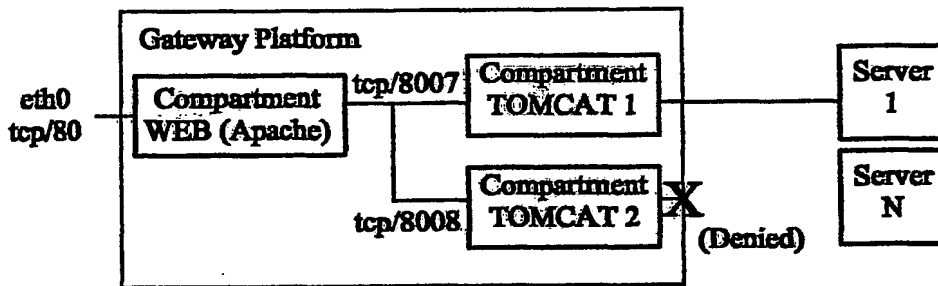 Gateway Platform
eth0
tcp/80
Compartment
WEB (Apache)
tcp/8007
Compartment
TOMCAT 1
Server
1
tcp/8008
Compartment
TOMCAT 2
X
(Denied)
Server
N